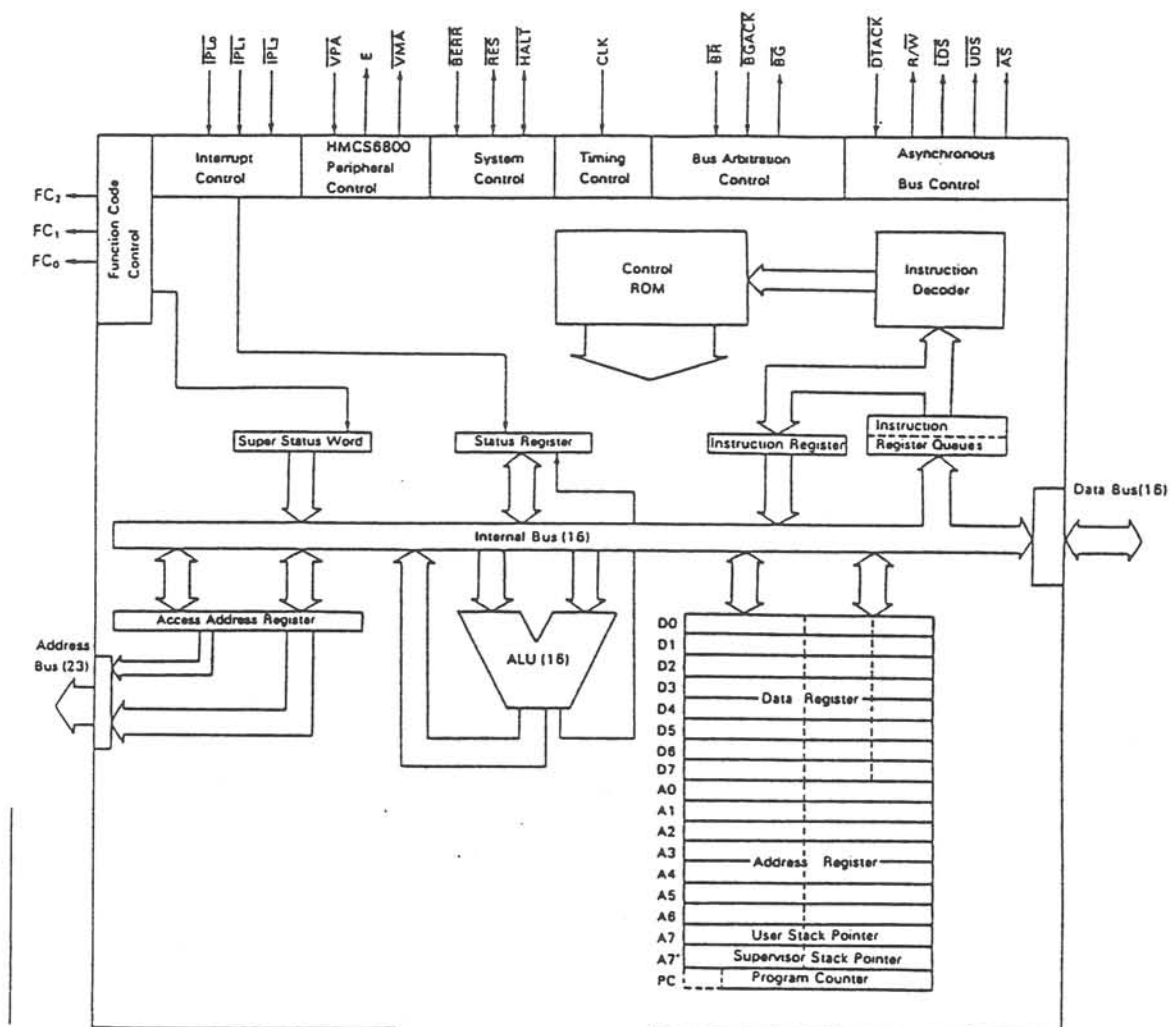 IPL₀
IPL₁
IPL₂
VPA
E
VMA
BERR
RES
HALT
CLK
BR
BGACK
BG
DTACK
R/W
LDS
UDS
AS
Interrupt
Control
HMCS6800
Peripheral
Control
System
Control
Timing
Control
Bus Arbitration
Control
Asynchronous
Bus Control
Function Code
Control
FC₂
FC₁
FC₀
Control
ROM
Instruction
Decoder
Super Status Word
Status Register
Instruction Register
Instruction
Register Queues
Data Bus(16)
Internal Bus (16)
Access Address Register
Address
Bus (23)
ALU (16)
D0
D1
D2
D3
Data Register
D4
D5
D6
D7
A0
A1
A2
A3
Address Register
A4
A5
A6
A7 User Stack Pointer
A7' Supervisor Stack Pointer
PC Program Counter